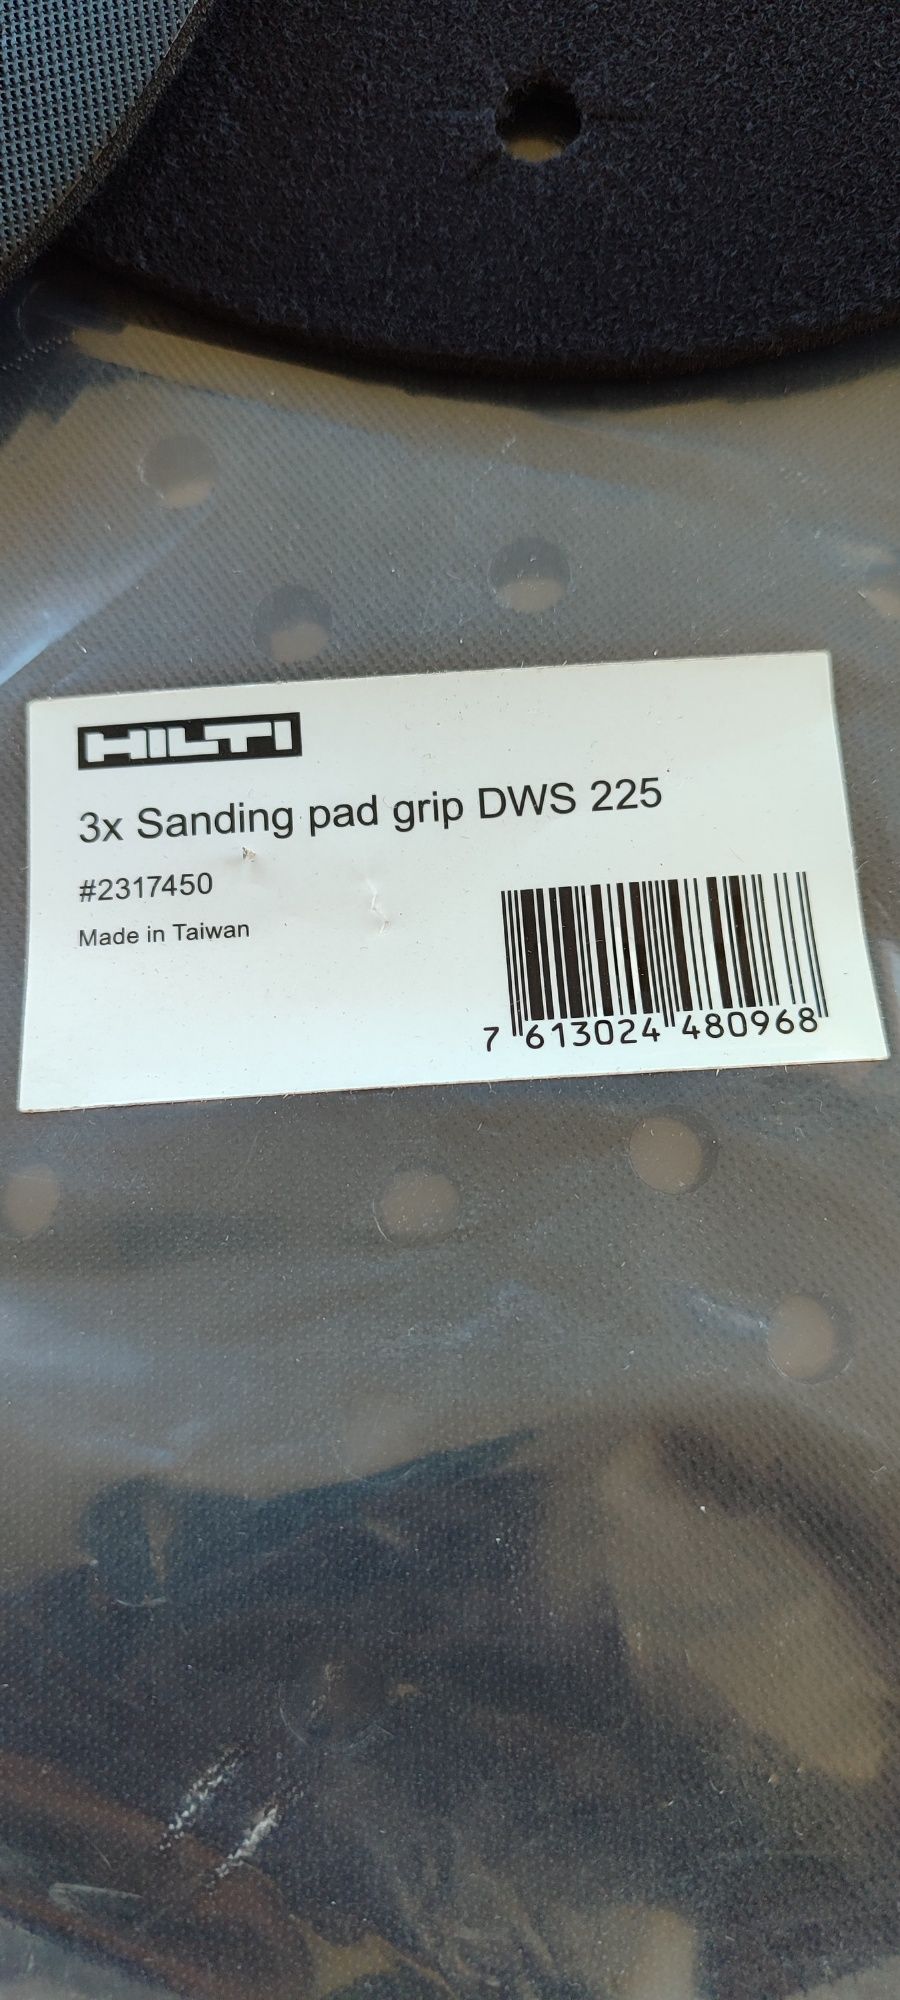 HILTI
3x Sanding pad grip DWS 225
#2317450
Made in Taiwan
7 613024 480968